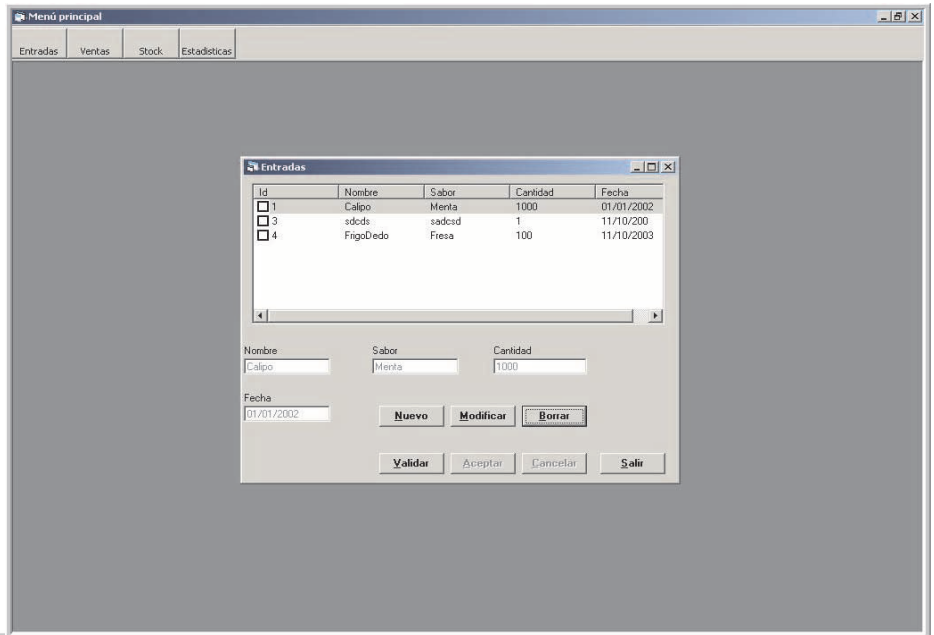 Menú principal
Entradas Ventas Stock Estadisticas
Entradas
Id Nombre Sabor Cantidad Fecha
1 Calipo Menta 1000 01/01/2002
3 sdcds sadcsd 1 11/10/200
4 FrigoDedo Fresa 100 11/10/2003
Nombre Sabor Cantidad
Calipo Menta 1000
Fecha
01/01/2002
Nuevo Modificar Borrar
Validar Aceptar Cancelar Salir